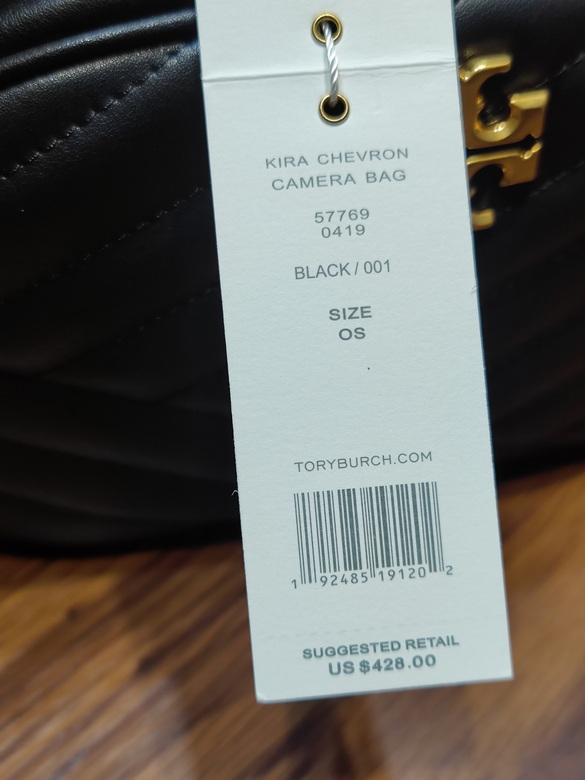 KIRA CHEVRON
CAMERA BAG
57769
0419
BLACK / 001
SIZE
OS
TORYBURCH.COM
1 92485 19120 2
SUGGESTED RETAIL
US $428.00